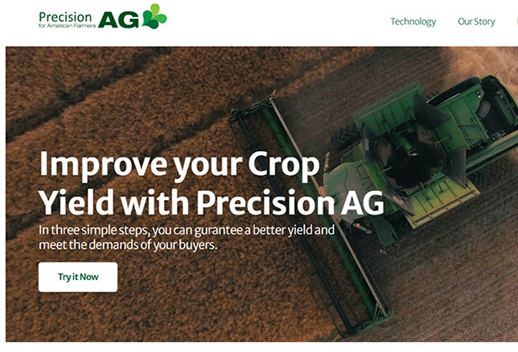 Precision AG
for American Farmers
Technology Our Story
Improve your Crop
Yield with Precision AG
In three simple steps, you can gurantee a better yield and
meet the demands of your buyers.
Try it Now